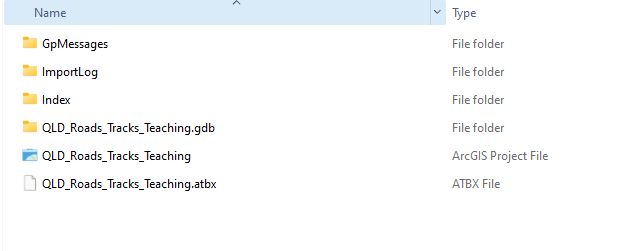 Name Type
GpMessages File folder
ImportLog File folder
Index File folder
QLD_Roads_Tracks_Teaching.gdb File folder
QLD_Roads_Tracks_Teaching ArcGIS Project File
QLD_Roads_Tracks_Teaching.atbx ATBX File